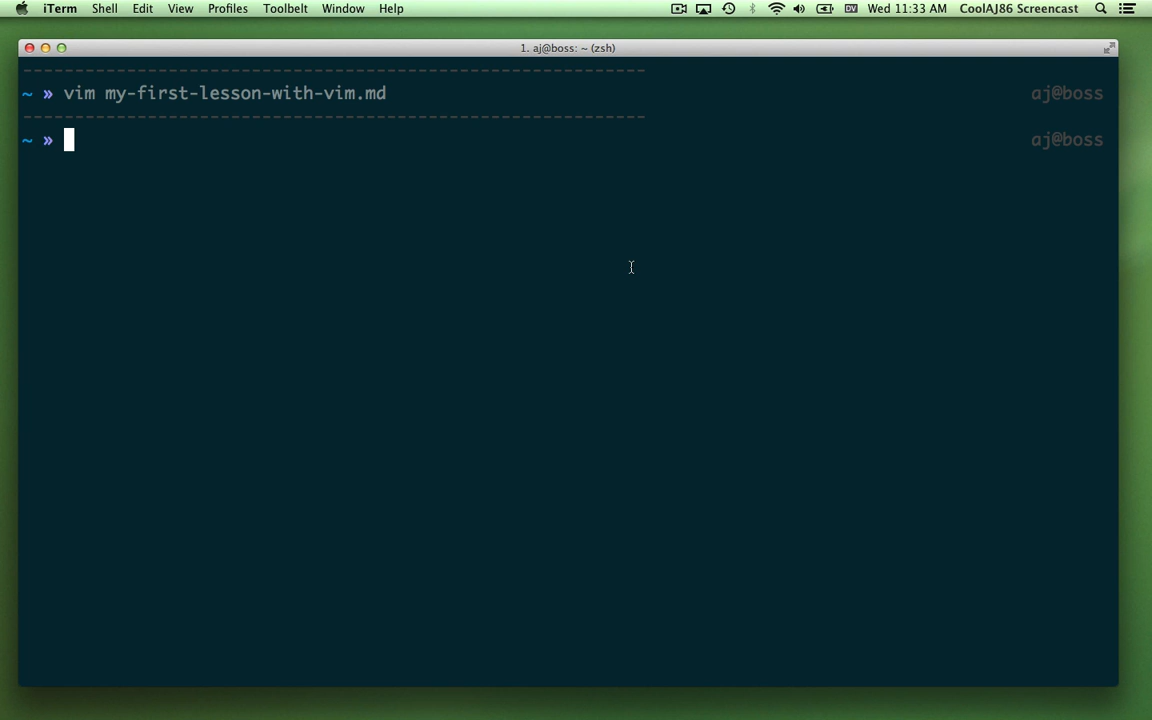 iTerm Shell Edit View Profiles Toolbelt Window Help DV Wed 11:33 AM CoolAJ86 Screencast
1. aj@boss: ~ (zsh)
------------------------------------------------------------
~ » vim my-first-lesson-with-vim.md aj@boss
------------------------------------------------------------
~ » aj@boss